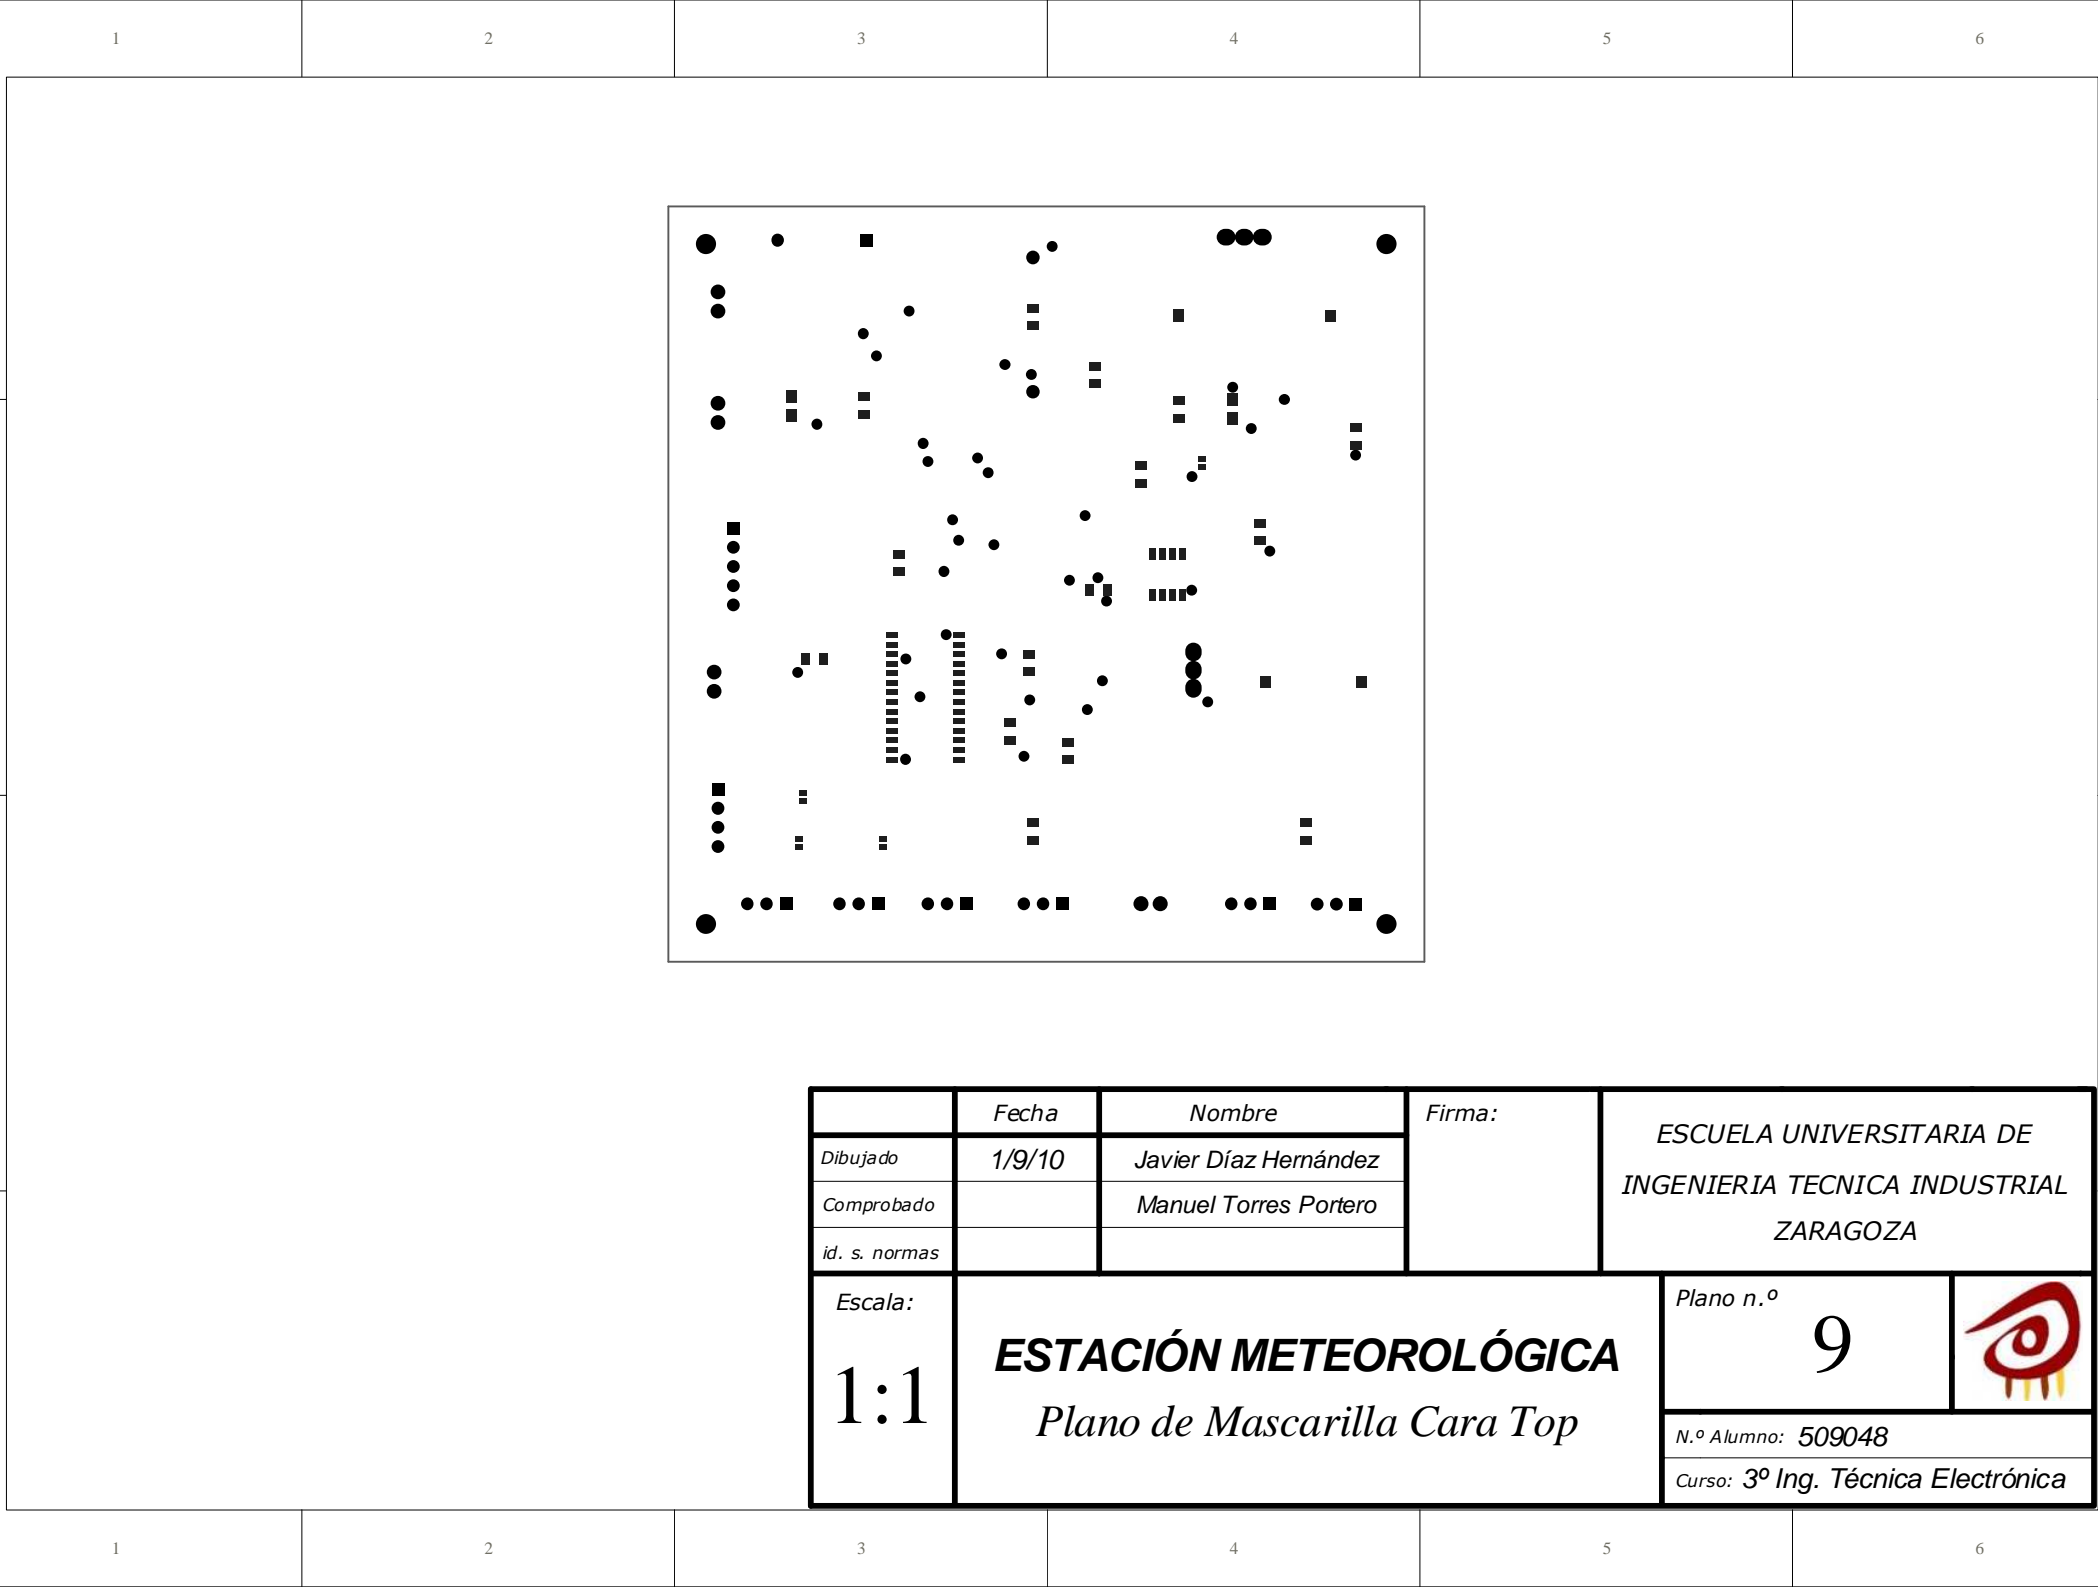 1 2 3 4 5 6
Fecha Nombre Firma:
Dibujado 1/9/10 Javier Díaz Hernández
Comprobado Manuel Torres Portero
id. s. normas
ESCUELA UNIVERSITARIA DE
INGENIERIA TECNICA INDUSTRIAL
ZARAGOZA
Escala:
1:1
ESTACIÓN METEOROLÓGICA
Plano de Mascarilla Cara Top
Plano n.º
9
N.º Alumno: 509048
Curso: 3º Ing. Técnica Electrónica
1 2 3 4 5 6